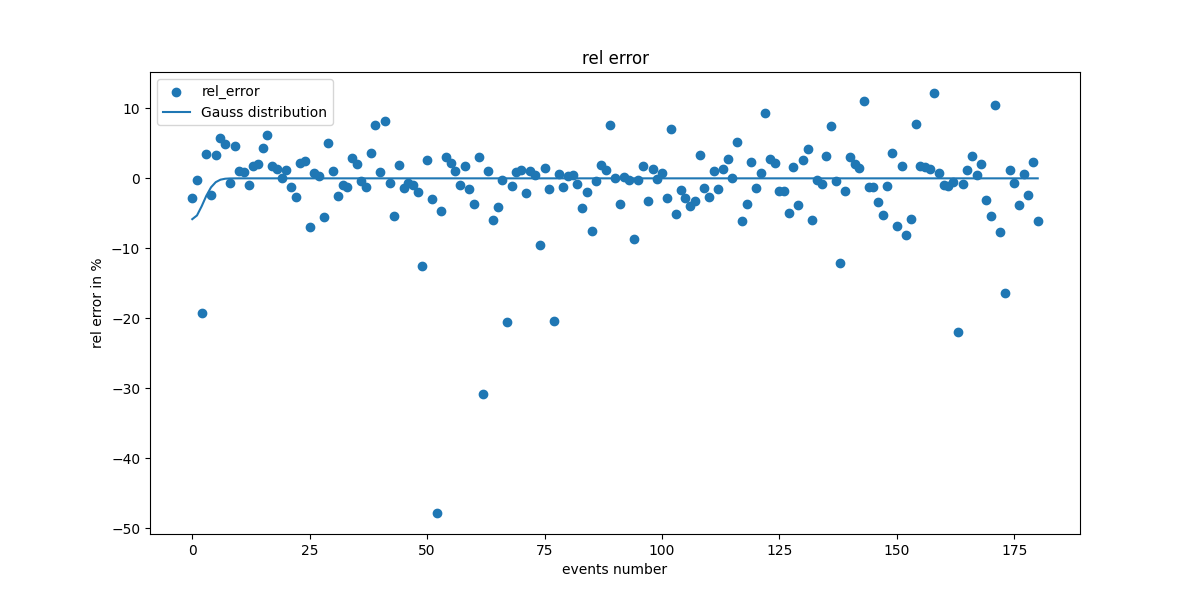 rel error
rel_error
Gauss distribution
10
0
−10
−20
−30
−40
−50
rel error in %
0 25 50 75 100 125 150 175
events number